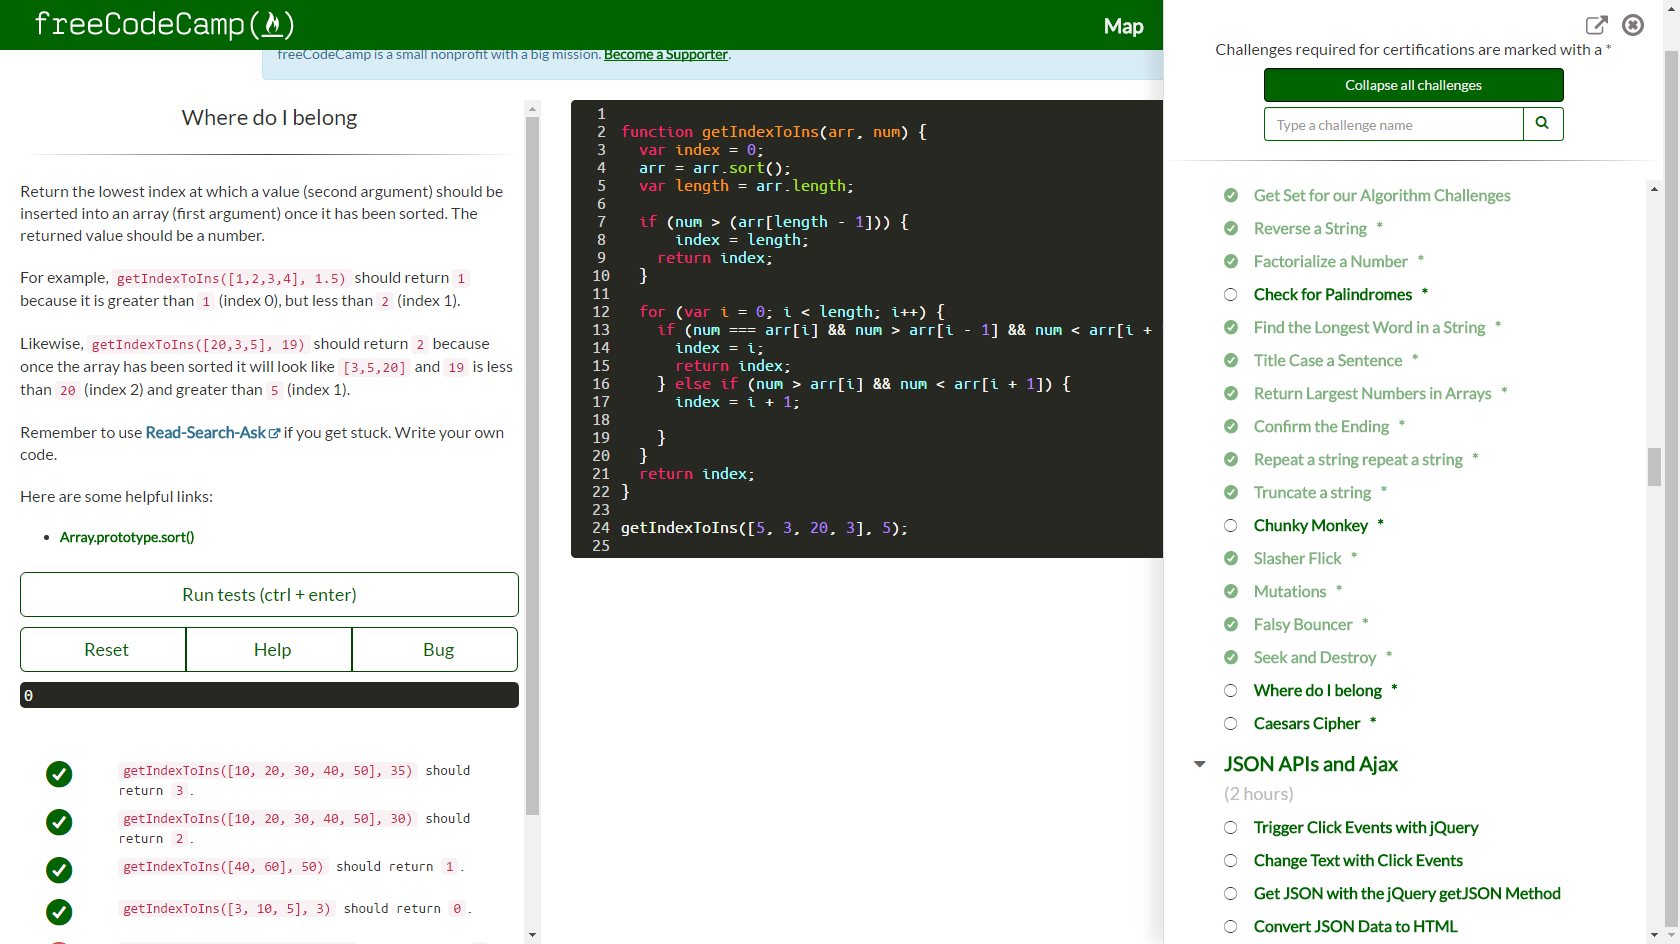 freeCodeCamp
Map
freeCodeCamp is a small nonprofit with a big mission. Become a Supporter.
Where do I belong
Return the lowest index at which a value (second argument) should be
inserted into an array (first argument) once it has been sorted. The
returned value should be a number.
For example, getIndexToIns([1,2,3,4], 1.5) should return 1
because it is greater than 1 (index 0), but less than 2 (index 1).
Likewise, getIndexToIns([20,3,5], 19) should return 2 because
once the array has been sorted it will look like [3,5,20] and 19 is less
than 20 (index 2) and greater than 5 (index 1).
Remember to use Read-Search-Ask if you get stuck. Write your own
code.
Here are some helpful links:
Array.prototype.sort()
Run tests (ctrl + enter)
Reset Help Bug
0
getIndexToIns([10, 20, 30, 40, 50], 35) should
return 3.
getIndexToIns([10, 20, 30, 40, 50], 30) should
return 2.
getIndexToIns([40, 60], 50) should return 1.
getIndexToIns([3, 10, 5], 3) should return 0.
1
2 function getIndexToIns(arr, num) {
3 var index = 0;
4 arr = arr.sort();
5 var length = arr.length;
6
7 if (num > (arr[length - 1])) {
8 index = length;
9 return index;
10 }
11
12 for (var i = 0; i < length; i++) {
13 if (num === arr[i] && num > arr[i - 1] && num < arr[i +
14 index = i;
15 return index;
16 } else if (num > arr[i] && num < arr[i + 1]) {
17 index = i + 1;
18
19 }
20 }
21 return index;
22 }
23
24 getIndexToIns([5, 3, 20, 3], 5);
25
Challenges required for certifications are marked with a *
Collapse all challenges
Type a challenge name
Get Set for our Algorithm Challenges
Reverse a String *
Factorialize a Number *
Check for Palindromes *
Find the Longest Word in a String *
Title Case a Sentence *
Return Largest Numbers in Arrays *
Confirm the Ending *
Repeat a string repeat a string *
Truncate a string *
Chunky Monkey *
Slasher Flick *
Mutations *
Falsy Bouncer *
Seek and Destroy *
Where do I belong *
Caesars Cipher *
JSON APIs and Ajax
(2 hours)
Trigger Click Events with jQuery
Change Text with Click Events
Get JSON with the jQuery getJSON Method
Convert JSON Data to HTML